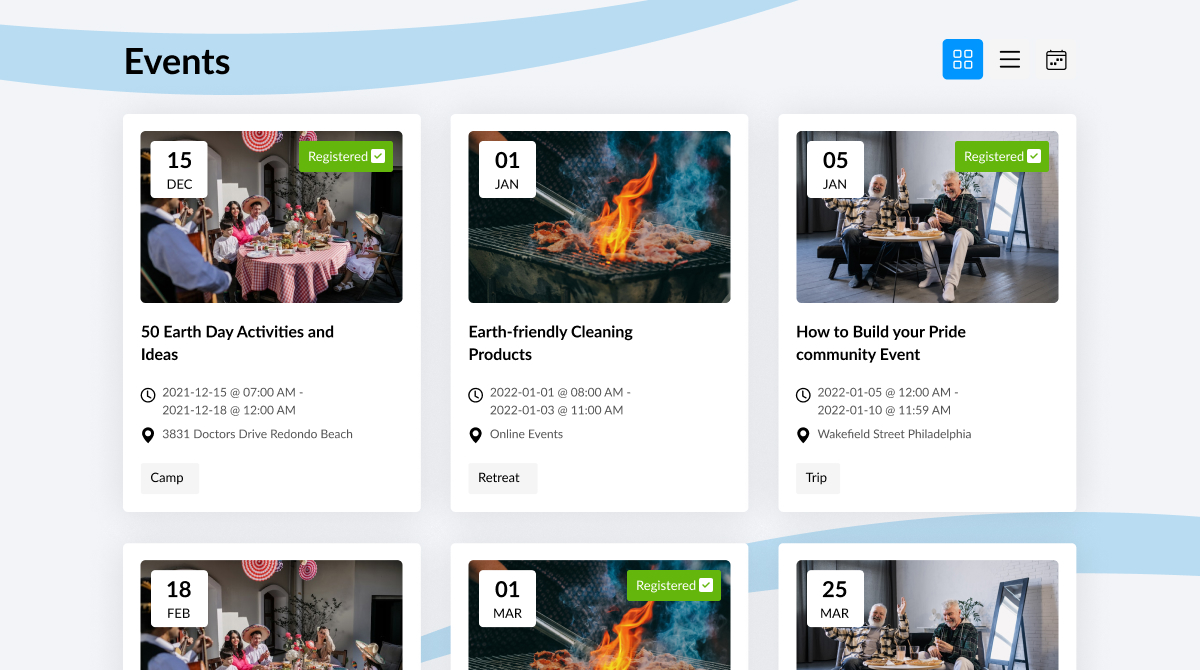 Events
15
DEC
Registered
50 Earth Day Activities and
Ideas
2021-12-15 @ 07:00 AM -
2021-12-18 @ 12:00 AM
3831 Doctors Drive Redondo Beach
Camp
01
JAN
Earth-friendly Cleaning
Products
2022-01-01 @ 08:00 AM -
2022-01-03 @ 11:00 AM
Online Events
Retreat
05
JAN
Registered
How to Build your Pride
community Event
2022-01-05 @ 12:00 AM -
2022-01-10 @ 11:59 AM
Wakefield Street Philadelphia
Trip
18
FEB
01
MAR
Registered
25
MAR